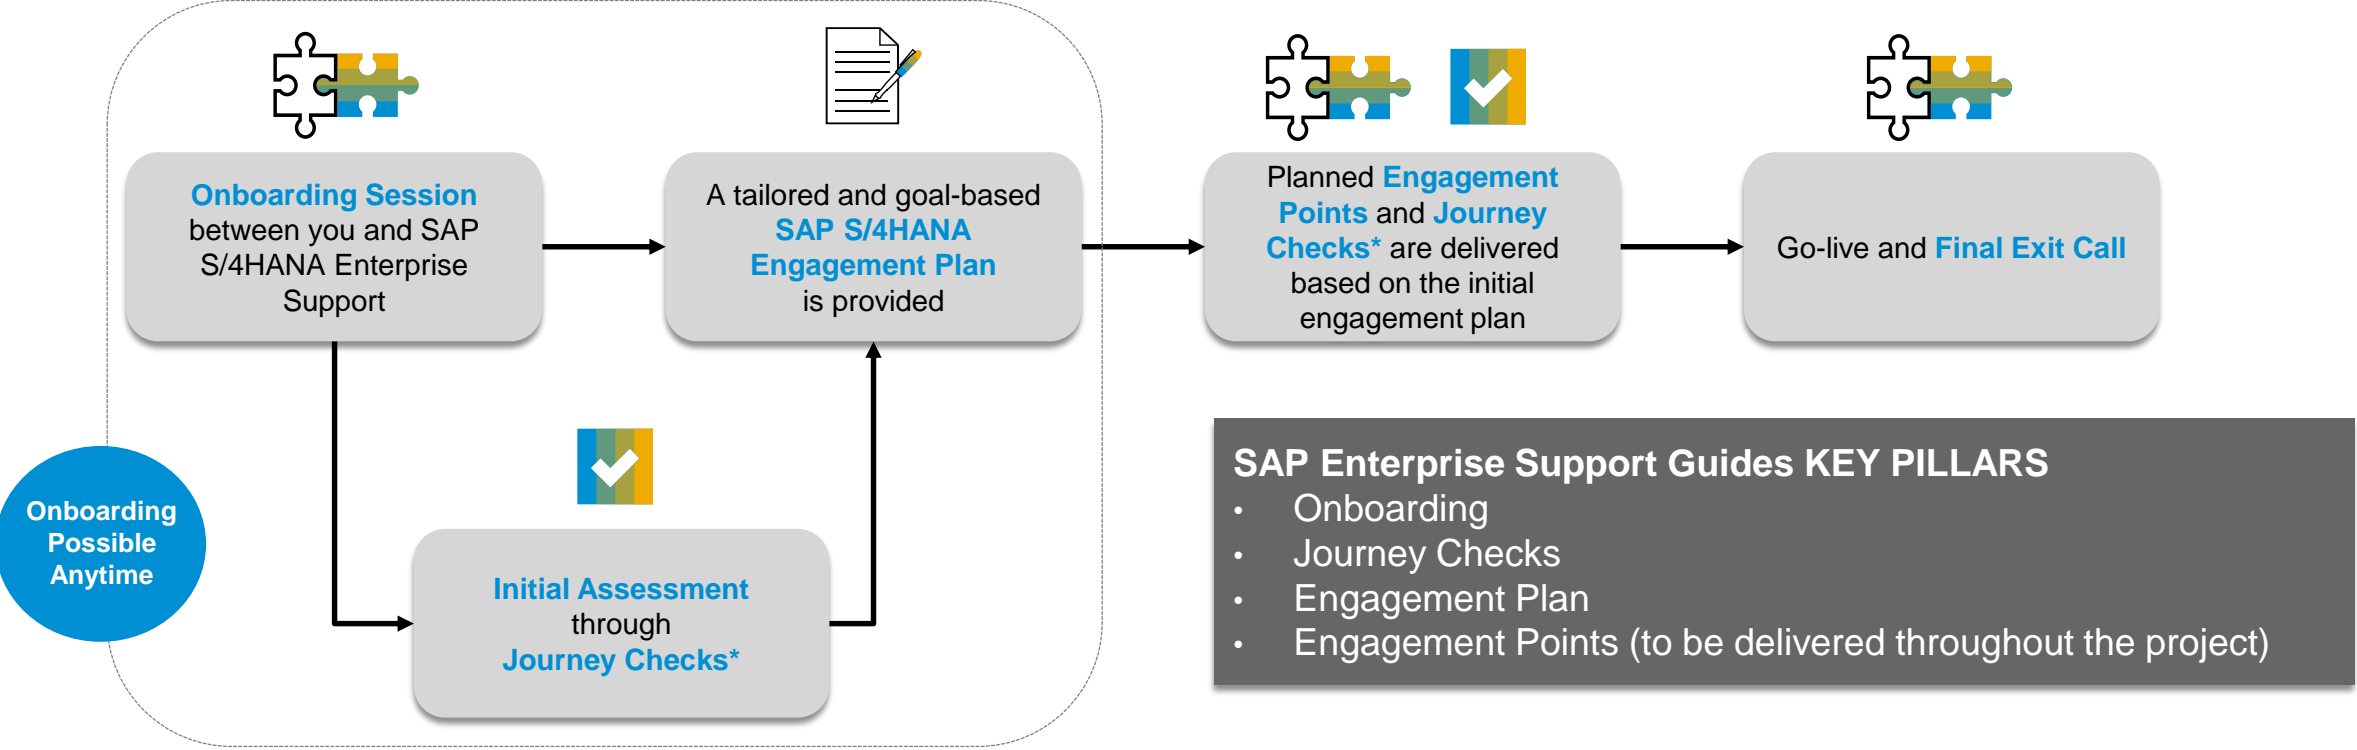 Onboarding Session
between you and SAP
S/4HANA Enterprise
Support
A tailored and goal-based
SAP S/4HANA
Engagement Plan
is provided
Planned Engagement
Points and Journey
Checks* are delivered
based on the initial
engagement plan
Go-live and Final Exit Call
Onboarding
Possible
Anytime
Initial Assessment
through
Journey Checks*
SAP Enterprise Support Guides KEY PILLARS
• Onboarding
• Journey Checks
• Engagement Plan
• Engagement Points (to be delivered throughout the project)